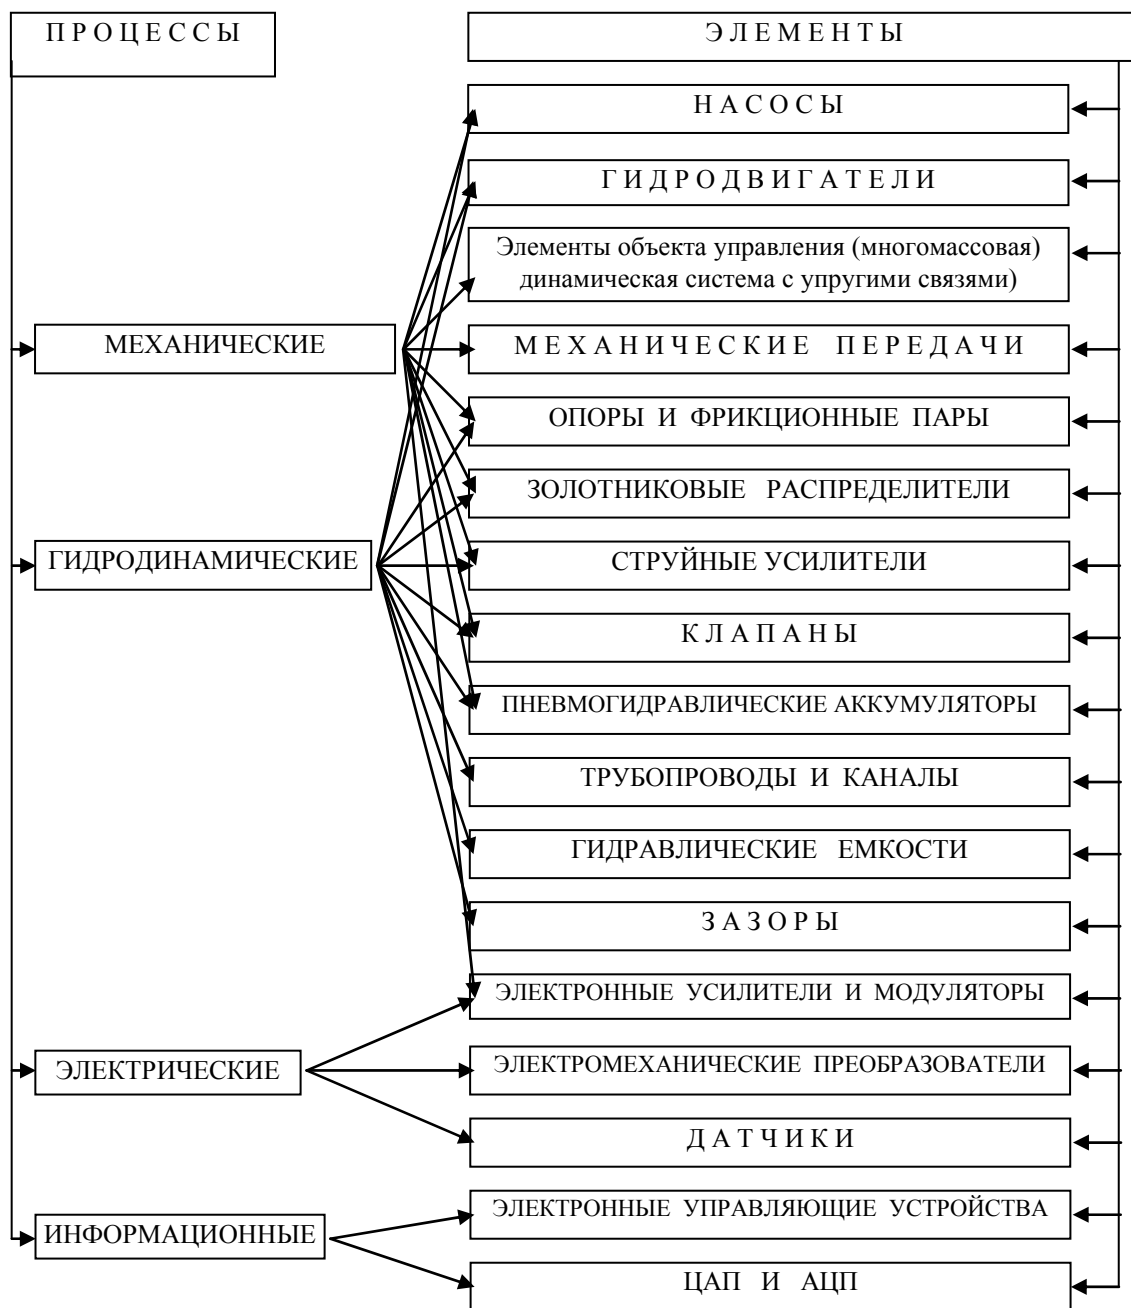 П Р О Ц Е С С Ы
Э Л Е М Е Н Т Ы
Н А С О С Ы
Г И Д Р О Д В И Г А Т Е Л И
Элементы объекта управления (многомассовая)
динамическая система с упругими связями)
МЕХАНИЧЕСКИЕ
М Е Х А Н И Ч Е С К И Е П Е Р Е Д А Ч И
ОПОРЫ И ФРИКЦИОННЫЕ ПАРЫ
ЗОЛОТНИКОВЫЕ РАСПРЕДЕЛИТЕЛИ
ГИДРОДИНАМИЧЕСКИЕ
СТРУЙНЫЕ УСИЛИТЕЛИ
К Л А П А Н Ы
ПНЕВМОГИДРАВЛИЧЕСКИЕ АККУМУЛЯТОРЫ
ТРУБОПРОВОДЫ И КАНАЛЫ
ГИДРАВЛИЧЕСКИЕ ЕМКОСТИ
З А З О Р Ы
ЭЛЕКТРОННЫЕ УСИЛИТЕЛИ И МОДУЛЯТОРЫ
ЭЛЕКТРИЧЕСКИЕ
ЭЛЕКТРОМЕХАНИЧЕСКИЕ ПРЕОБРАЗОВАТЕЛИ
Д А Т Ч И К И
ЭЛЕКТРОННЫЕ УПРАВЛЯЮЩИЕ УСТРОЙСТВА
ИНФОРМАЦИОННЫЕ
ЦАП И АЦП